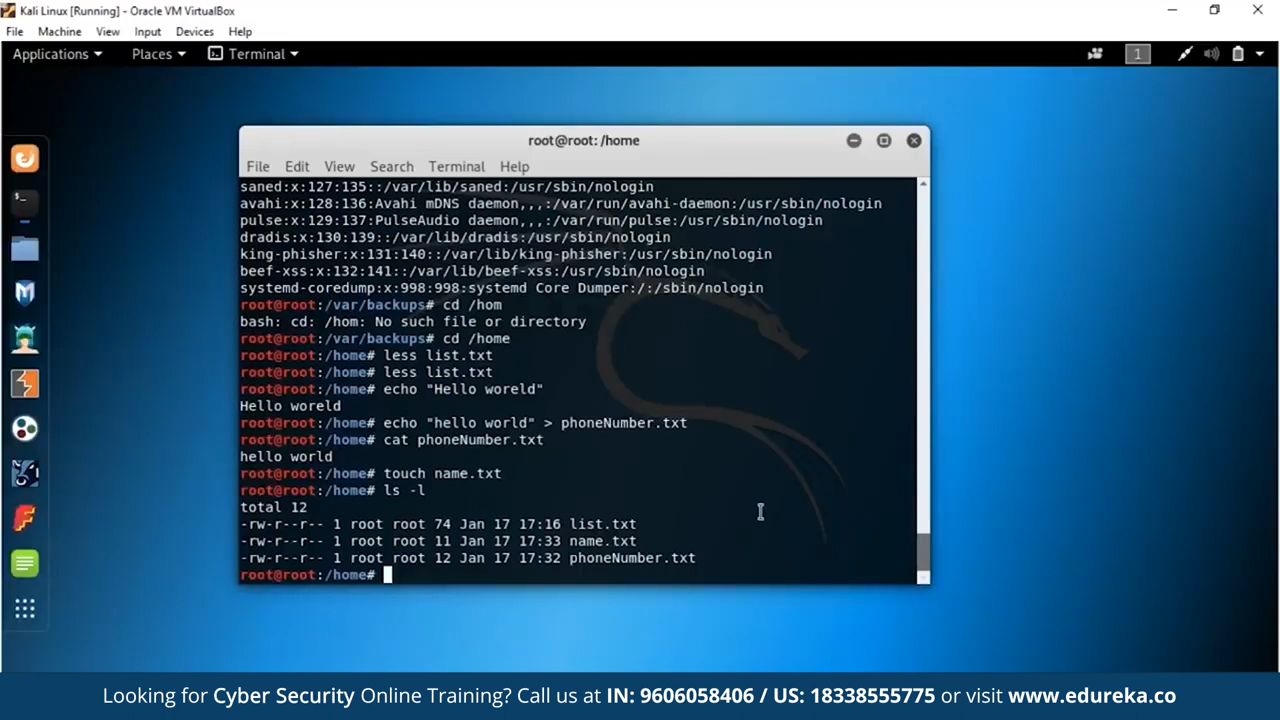 Kali Linux [Running] - Oracle VM VirtualBox
File Machine View Input Devices Help
Applications Places Terminal 1
root@root: /home
File Edit View Search Terminal Help
saned:x:127:135::/var/lib/saned:/usr/sbin/nologin
avahi:x:128:136:Avahi mDNS daemon,,,:/var/run/avahi-daemon:/usr/sbin/nologin
pulse:x:129:137:PulseAudio daemon,,,:/var/run/pulse:/usr/sbin/nologin
dradis:x:130:139::/var/lib/dradis:/usr/sbin/nologin
king-phisher:x:131:140::/var/lib/king-phisher:/usr/sbin/nologin
beef-xss:x:132:141::/var/lib/beef-xss:/usr/sbin/nologin
systemd-coredump:x:998:998:systemd Core Dumper:/:/sbin/nologin
root@root:/var/backups# cd /hom
bash: cd: /hom: No such file or directory
root@root:/var/backups# cd /home
root@root:/home# less list.txt
root@root:/home# less list.txt
root@root:/home# echo "Hello woreld"
Hello woreld
root@root:/home# echo "hello world" > phoneNumber.txt
root@root:/home# cat phoneNumber.txt
hello world
root@root:/home# touch name.txt
root@root:/home# ls -l
total 12
-rw-r--r-- 1 root root 74 Jan 17 17:16 list.txt
-rw-r--r-- 1 root root 11 Jan 17 17:33 name.txt
-rw-r--r-- 1 root root 12 Jan 17 17:32 phoneNumber.txt
root@root:/home#
Looking for Cyber Security Online Training? Call us at IN: 9606058406 / US: 18338555775 or visit www.edureka.co